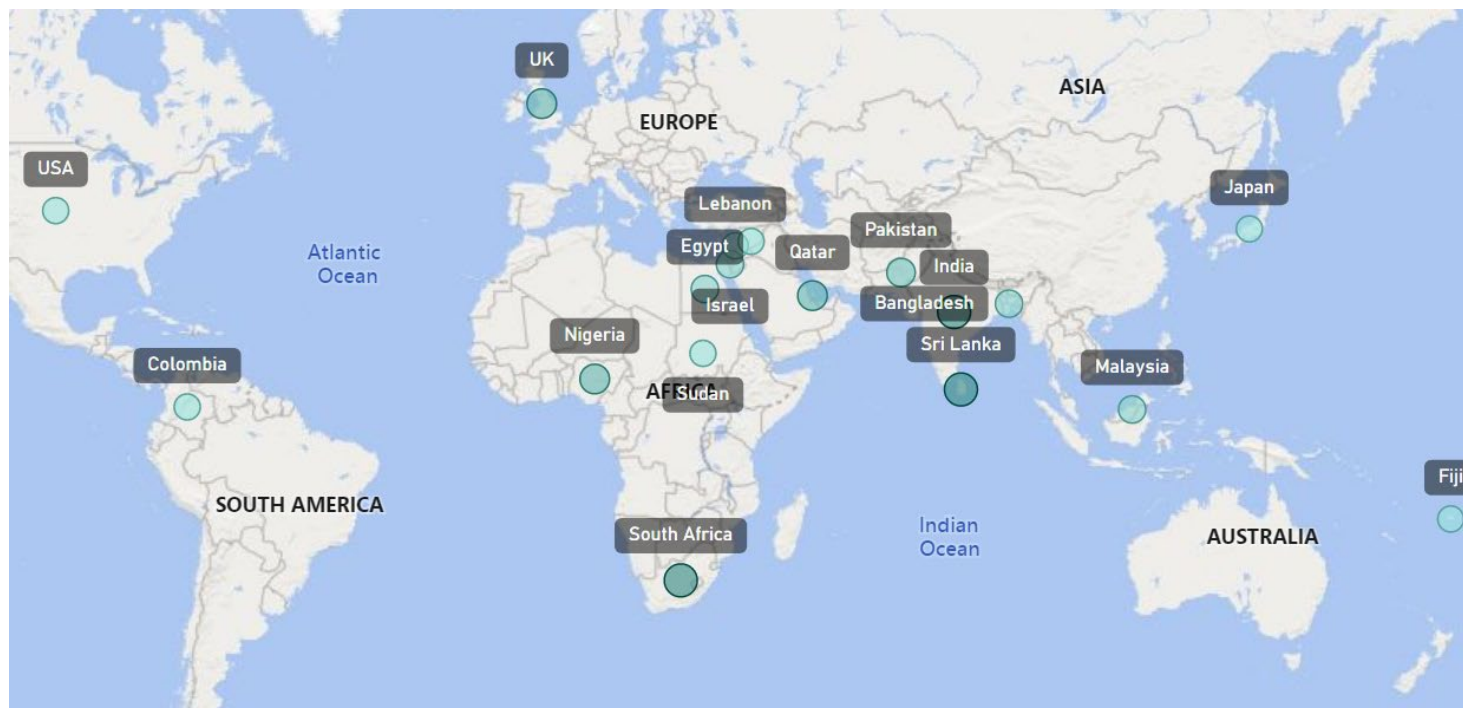 UK
ASIA
EUROPE
USA
Japan
Lebanon
Pakistan
Atlantic
Ocean
Egypt
Qatar
India
Israel
Bangladesh
Nigeria
Sri Lanka
Colombia
Malaysia
AFRICA
Sudan
Fiji
SOUTH AMERICA
South Africa
Indian
Ocean
AUSTRALIA